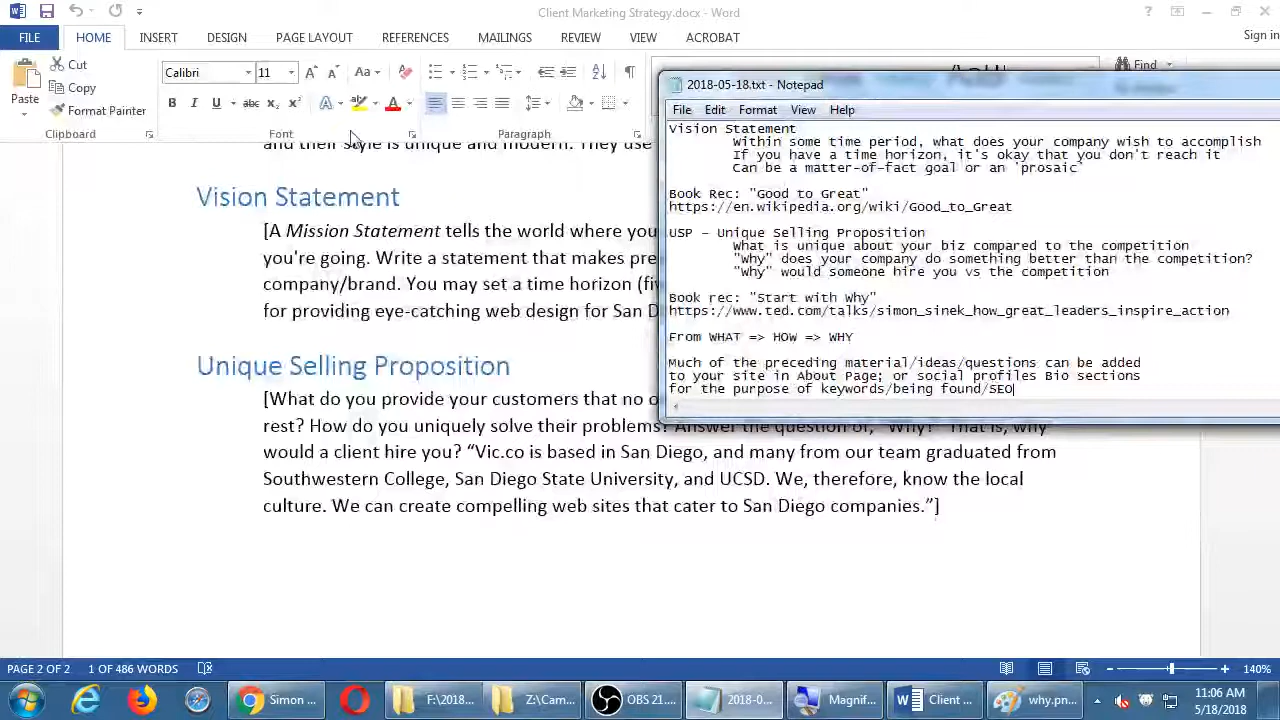 Client Marketing Strategy.docx - Word
Sign in
FILE HOME INSERT DESIGN PAGE LAYOUT REFERENCES MAILINGS REVIEW VIEW ACROBAT
Paste
Cut
Copy
Format Painter
Clipboard
Calibri 11
Font
Paragraph
Find
and their style is unique and modern. They use
Vision Statement
[A Mission Statement tells the world where you
you're going. Write a statement that makes pre
company/brand. You may set a time horizon (fiv
for providing eye-catching web design for San D
Unique Selling Proposition
[What do you provide your customers that no o
rest? How do you uniquely solve their problems? Answer the question of, "Why?" That is, why
would a client hire you? “Vic.co is based in San Diego, and many from our team graduated from
Southwestern College, San Diego State University, and UCSD. We, therefore, know the local
culture. We can create compelling web sites that cater to San Diego companies.”]
2018-05-18.txt - Notepad
File Edit Format View Help
Vision Statement
Within some time period, what does your company wish to accomplish
If you have a time horizon, it's okay that you don't reach it
Can be a matter-of-fact goal or an 'prosaic'
Book Rec: "Good to Great"
https://en.wikipedia.org/wiki/Good_to_Great
USP - Unique Selling Proposition
What is unique about your biz compared to the competition
"why" does your company do something better than the competition?
"why" would someone hire you vs the competition
Book rec: "Start with Why"
https://www.ted.com/talks/simon_sinek_how_great_leaders_inspire_action
From WHAT => HOW => WHY
Much of the preceding material/ideas/questions can be added
to your site in About Page; or social profiles Bio sections
for the purpose of keywords/being found/SEO
PAGE 2 OF 2 1 OF 486 WORDS 140%
Simon ... F:\2018... Z:\Cam... OBS 21.... 2018-0... Magnif... Client ... why.pn...
11:06 AM
5/18/2018